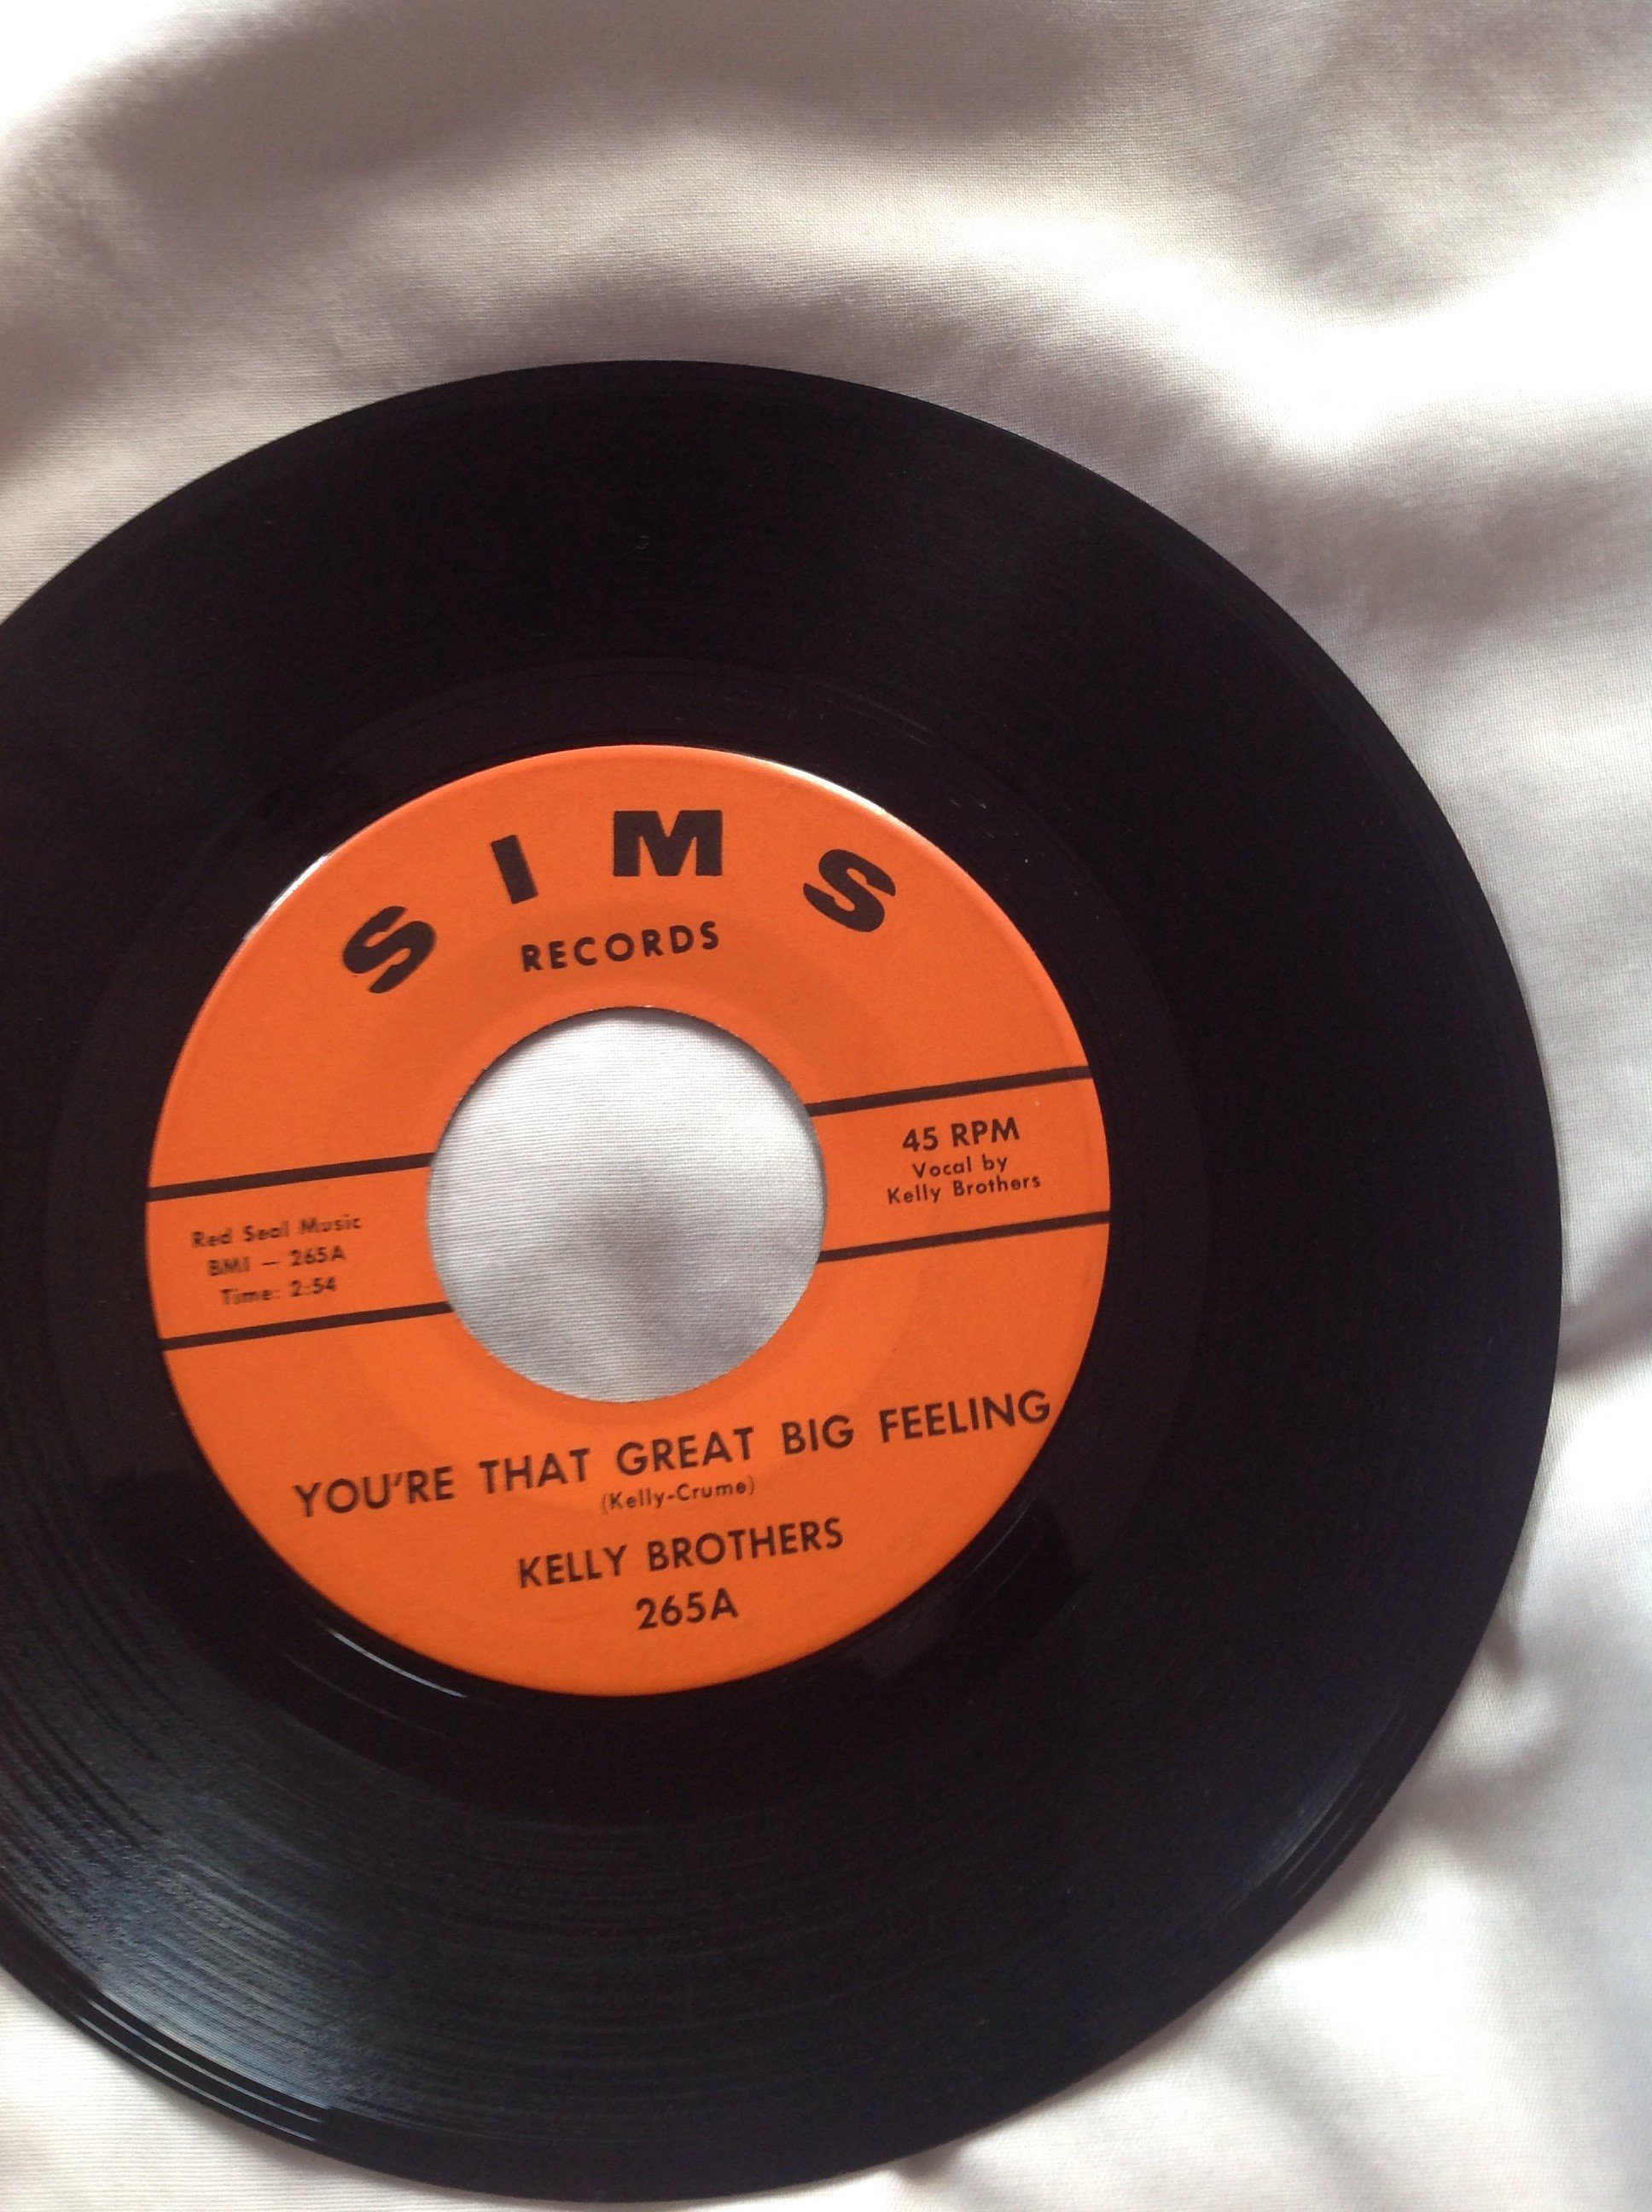 SIMS
RECORDS
45 RPM
Vocal by
Kelly Brothers
Red Seal Music
BMI — 265A
Time: 2:54
YOU'RE THAT GREAT BIG FEELING
(Kelly-Crume)
KELLY BROTHERS
265A